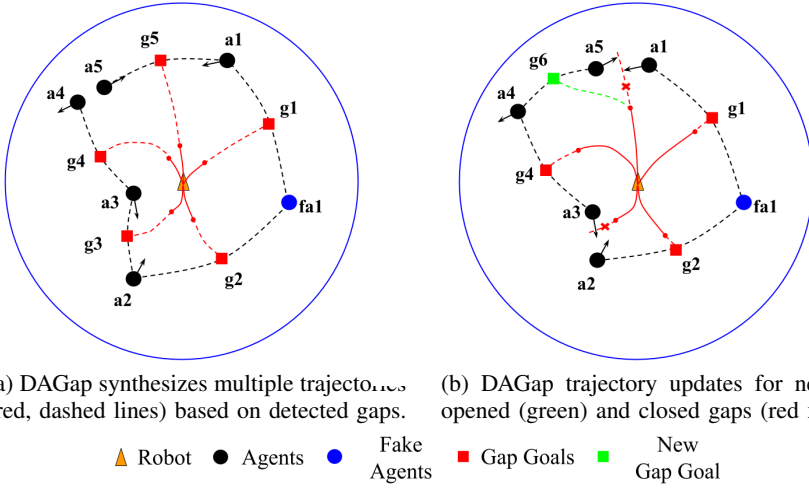 g5
a1
a5
a4
g1
g4
a3
fa1
g3
g2
a2
g6
a5
a1
a4
g1
g4
a3
fa1
g2
a2
a) DAGap synthesizes multiple
red, dashed lines) based on detected gaps.
(b) DAGap trajectory updates for
opened (green) and closed gaps (red
Robot
Agents
Fake
Agents
Gap Goals
New
Gap Goal